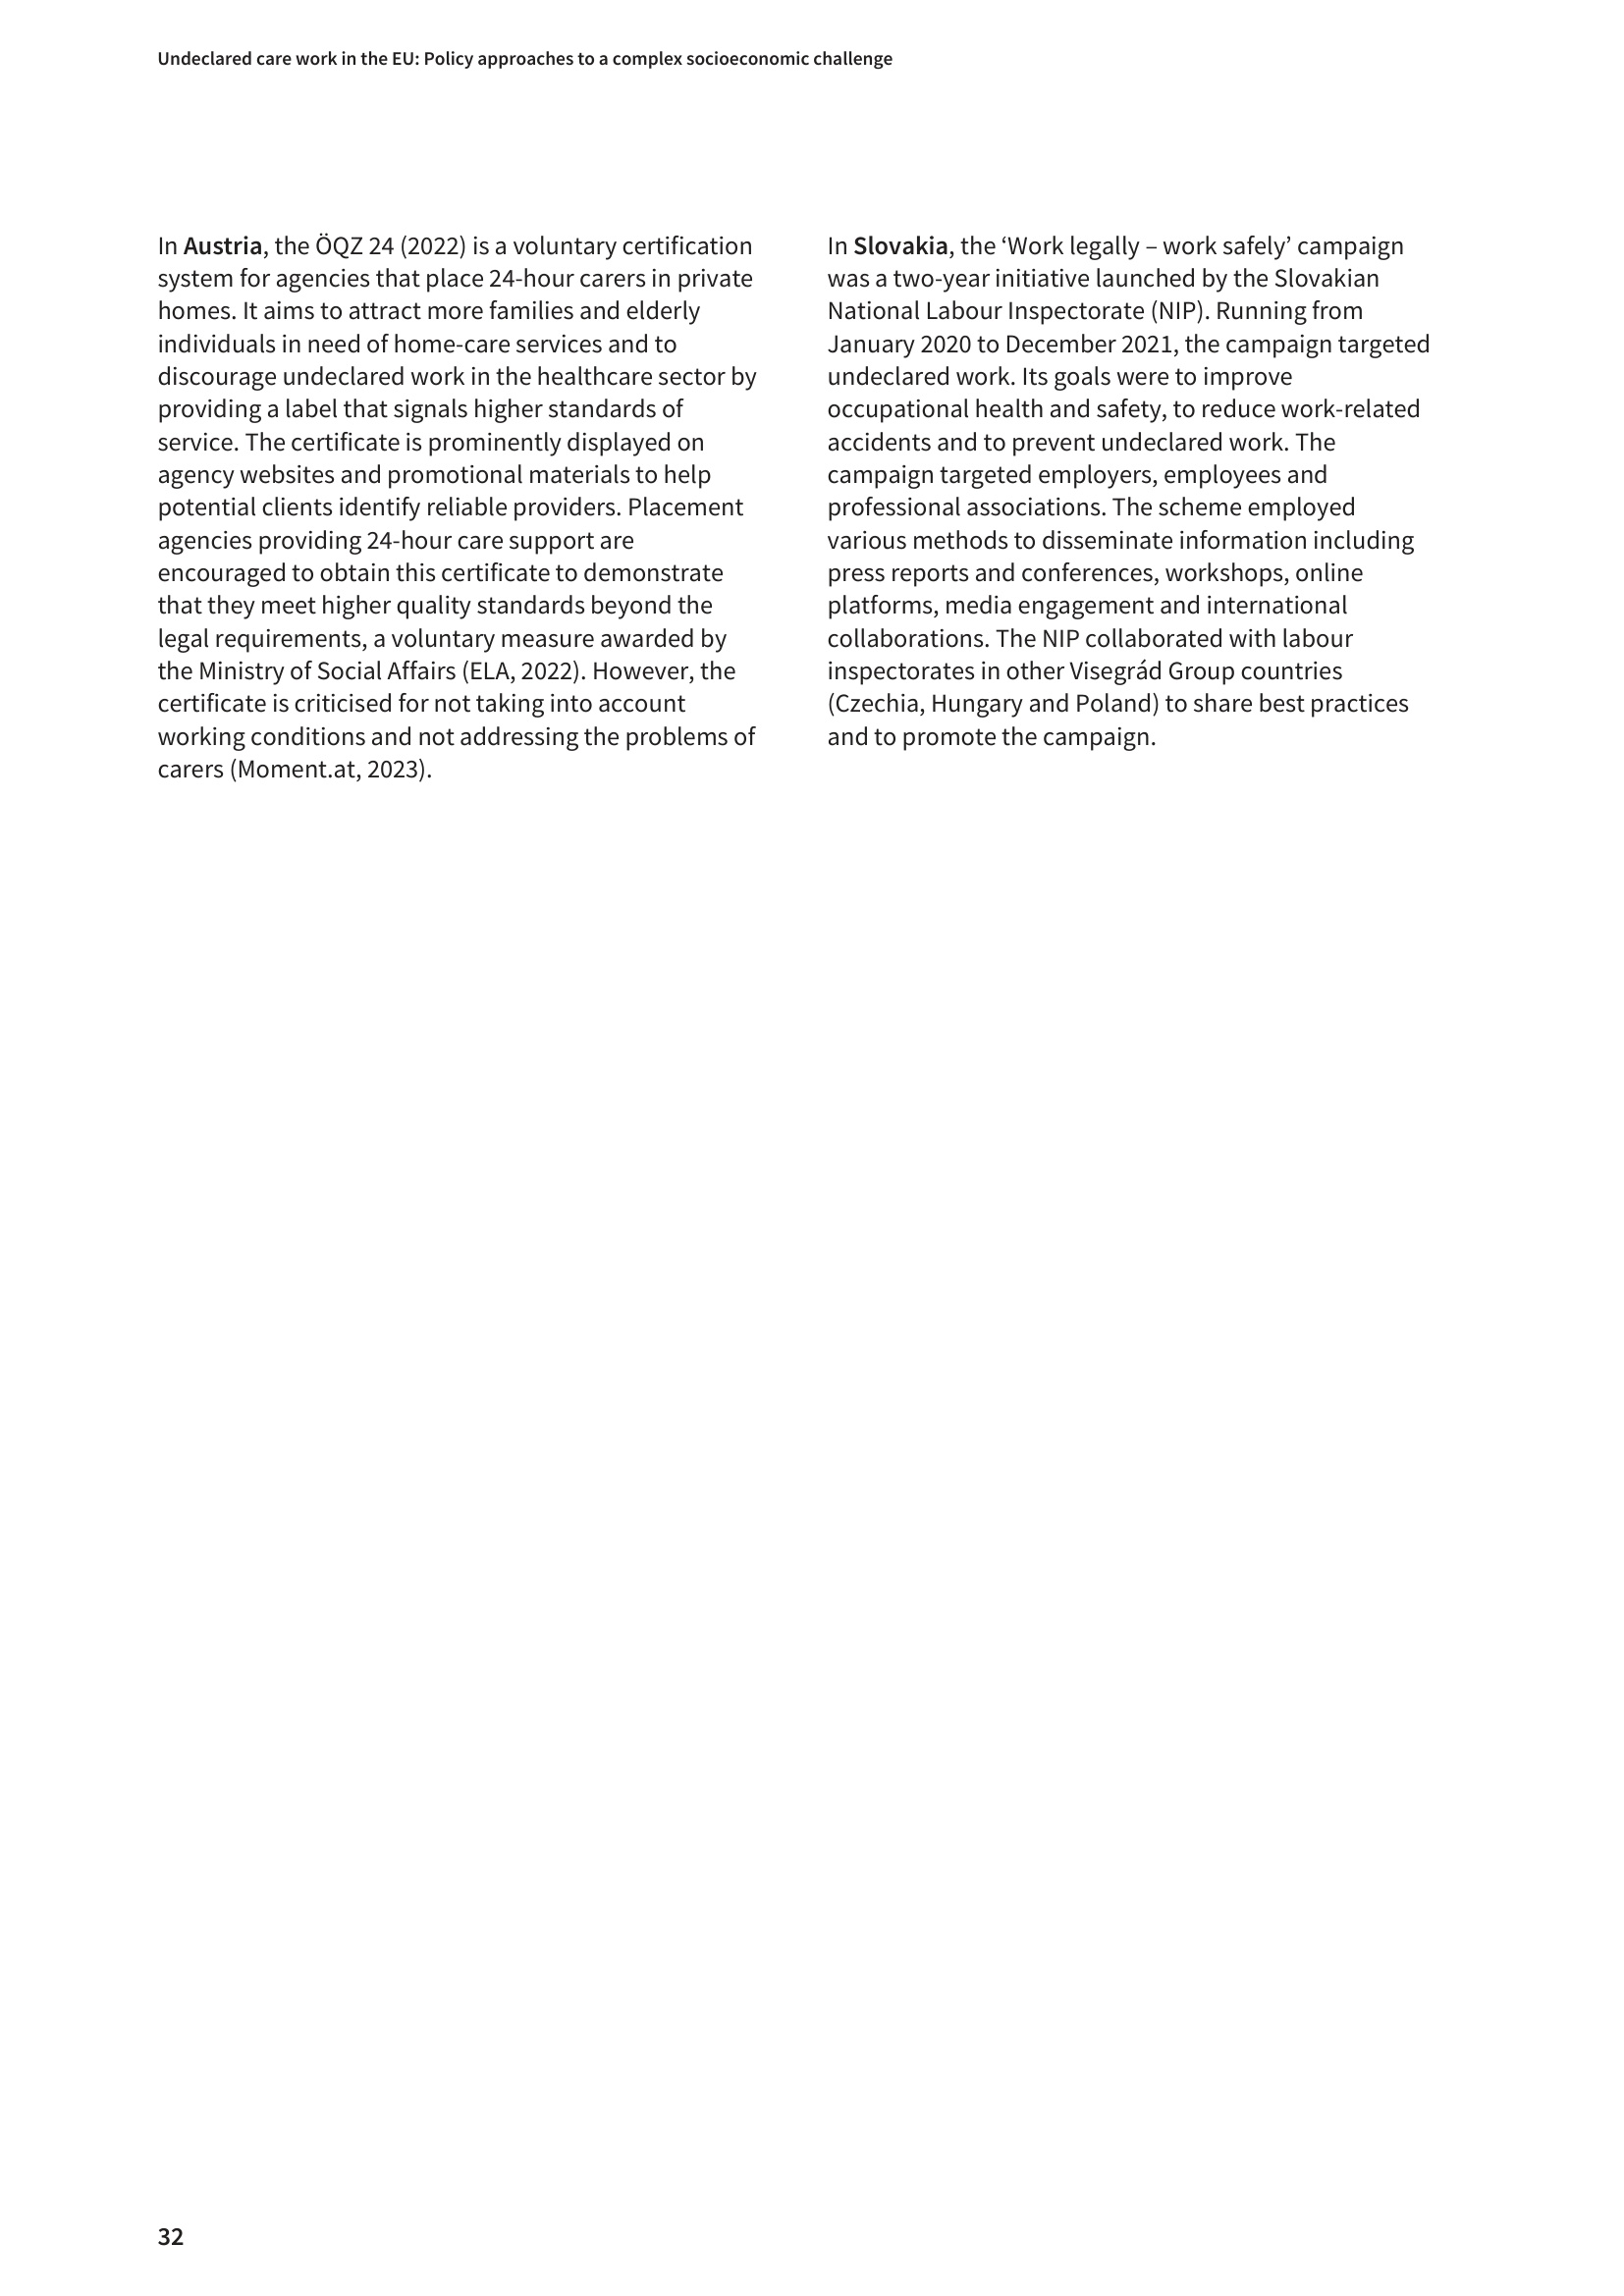 Undeclared care work in the EU: Policy approaches to a complex socioeconomic challenge
In Austria, the ÖQZ 24 (2022) is a voluntary certification
system for agencies that place 24-hour carers in private
homes. It aims to attract more families and elderly
individuals in need of home-care services and to
discourage undeclared work in the healthcare sector by
providing a label that signals higher standards of
service. The certificate is prominently displayed on
agency websites and promotional materials to help
potential clients identify reliable providers. Placement
agencies providing 24-hour care support are
encouraged to obtain this certificate to demonstrate
that they meet higher quality standards beyond the
legal requirements, a voluntary measure awarded by
the Ministry of Social Affairs (ELA, 2022). However, the
certificate is criticised for not taking into account
working conditions and not addressing the problems of
carers (Moment.at, 2023).
In Slovakia, the ‘Work legally – work safely’ campaign
was a two-year initiative launched by the Slovakian
National Labour Inspectorate (NIP). Running from
January 2020 to December 2021, the campaign targeted
undeclared work. Its goals were to improve
occupational health and safety, to reduce work-related
accidents and to prevent undeclared work. The
campaign targeted employers, employees and
professional associations. The scheme employed
various methods to disseminate information including
press reports and conferences, workshops, online
platforms, media engagement and international
collaborations. The NIP collaborated with labour
inspectorates in other Visegrád Group countries
(Czechia, Hungary and Poland) to share best practices
and to promote the campaign.
32